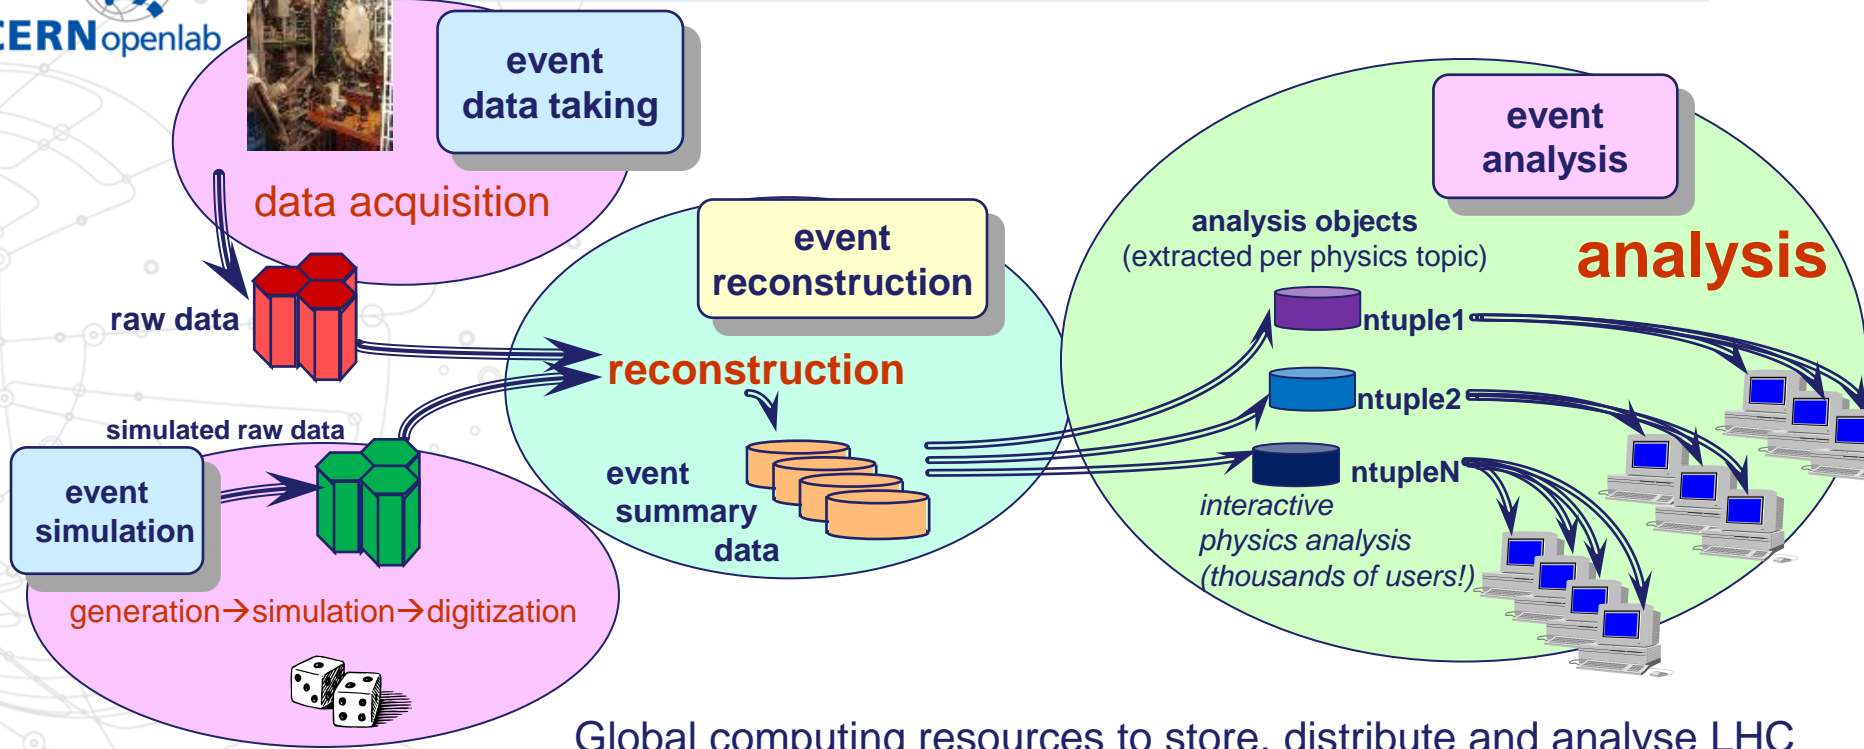 CERN openlab
event
data taking
data acquisition
raw data
simulated raw data
event
simulation
generation→simulation→digitization
event
reconstruction
reconstruction
event
summary
data
event
analysis
analysis
analysis objects
(extracted per physics topic)
ntuple1
ntuple2
ntupleN
interactive
physics analysis
(thousands of users!)
Global computing resources to store, distribute and analyse LHC